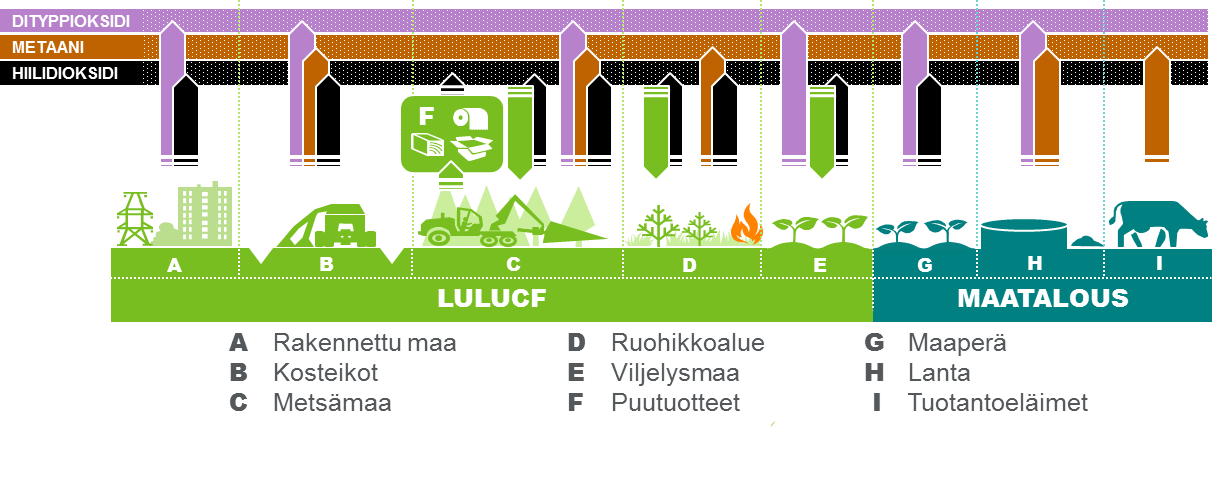 DITYPPIOKSIDI
METAANI
HIILIDIOKSIDI
F
A B C D E G H I
LULUCF MAATALOUS
A Rakennettu maa D Ruohikkoalue G Maaperä
B Kosteikot E Viljelysmaa H Lanta
C Metsämaa F Puutuotteet I Tuotantoeläimet